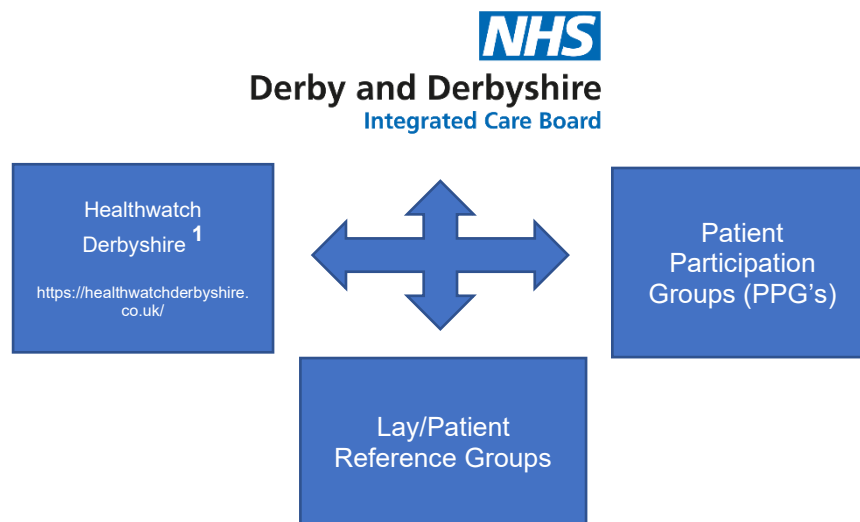 NHS
Derby and Derbyshire
Integrated Care Board
Healthwatch
Derbyshire 1
https://healthwatchderbyshire.
co.uk/
Patient
Participation
Groups (PPG’s)
Lay/Patient
Reference Groups